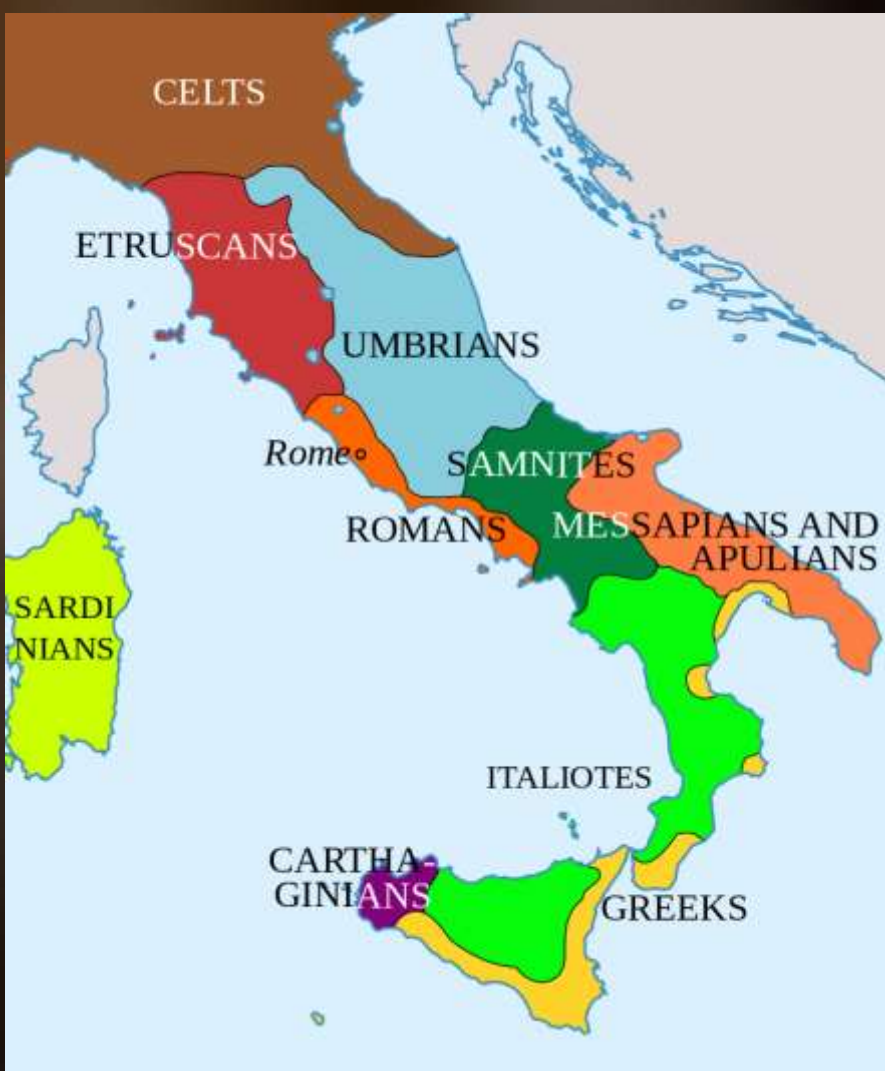 CELTS
ETRUSCANS
UMBRIANS
Rome
SAMNITES
ROMANS
MESSAPIANS AND
APULIANS
SARDI
NIANS
ITALIOTES
CARTHA-
GINIANS
GREEKS